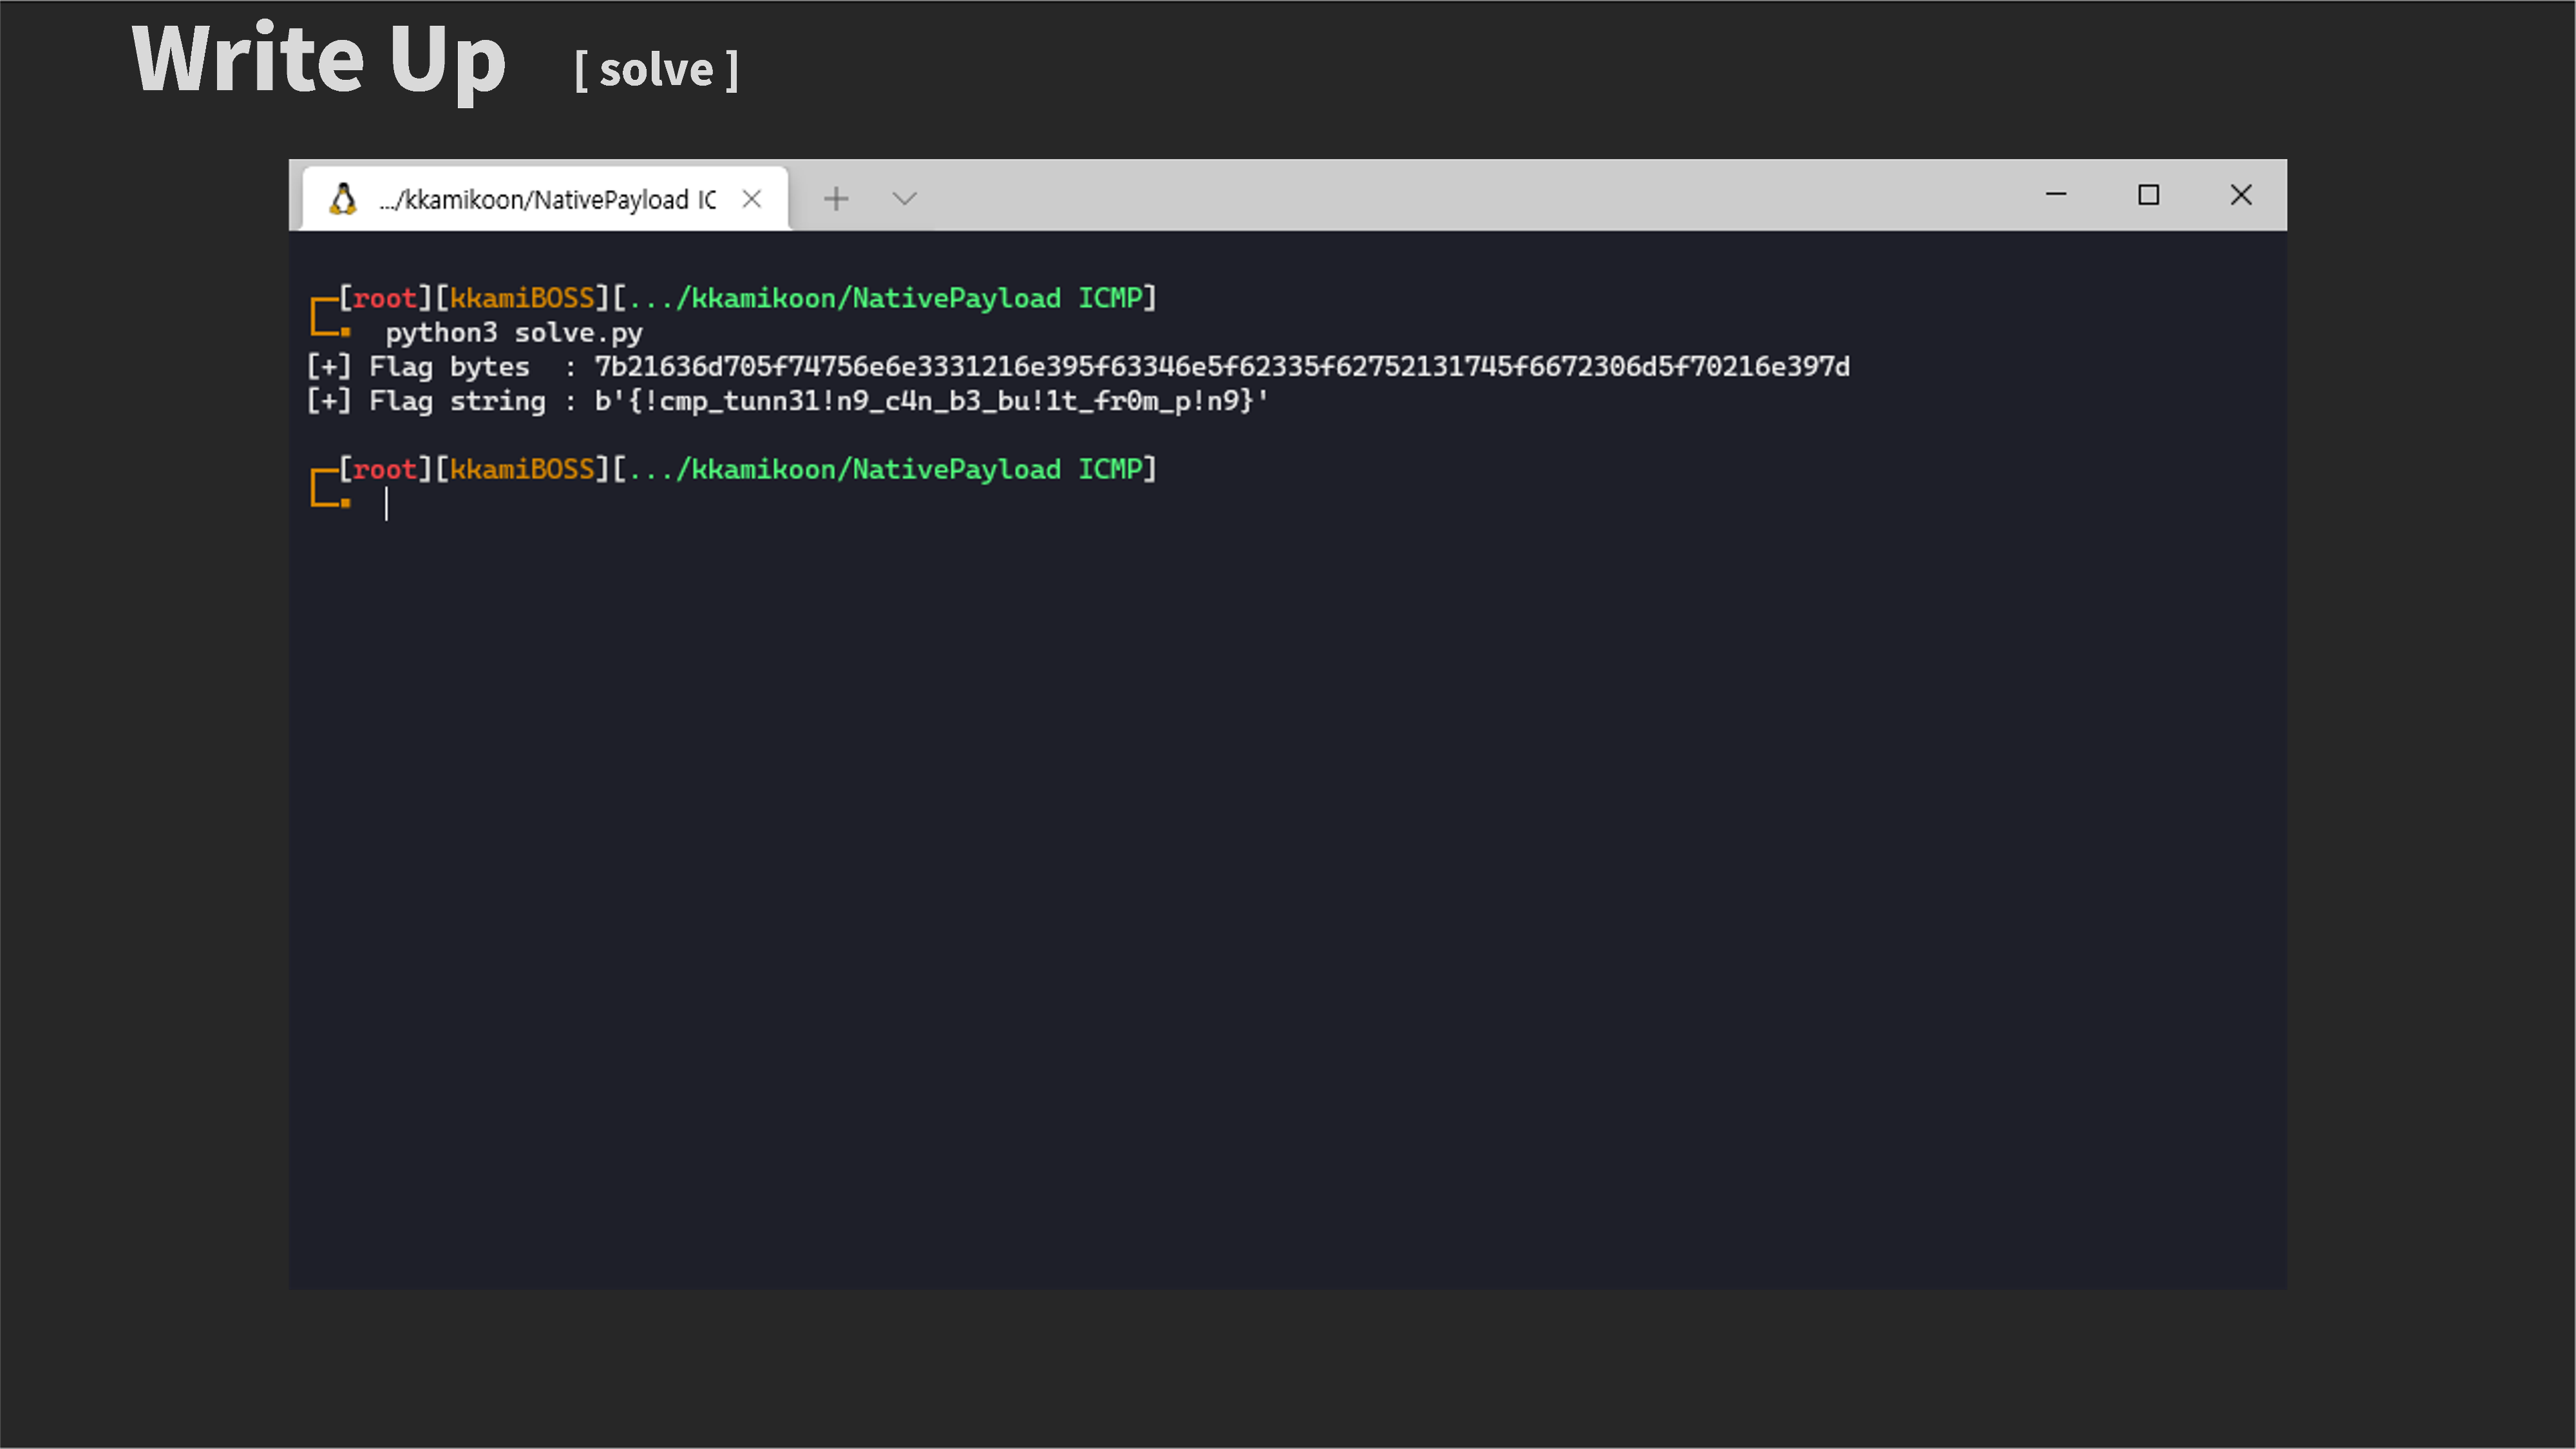 Write Up [ solve ]
.../kkamikoon/NativePayload IC
[root][kkamiBOSS][.../kkamikoon/NativePayload ICMP]
python3 solve.py
[+] Flag bytes  : 7b21636d705f74756e6e3331216e395f63346e5f62335f62752131745f6672306d5f70216e397d
[+] Flag string : b'{!cmp_tunn31!n9_c4n_b3_bu!1t_fr0m_p!n9}'
[root][kkamiBOSS][.../kkamikoon/NativePayload ICMP]